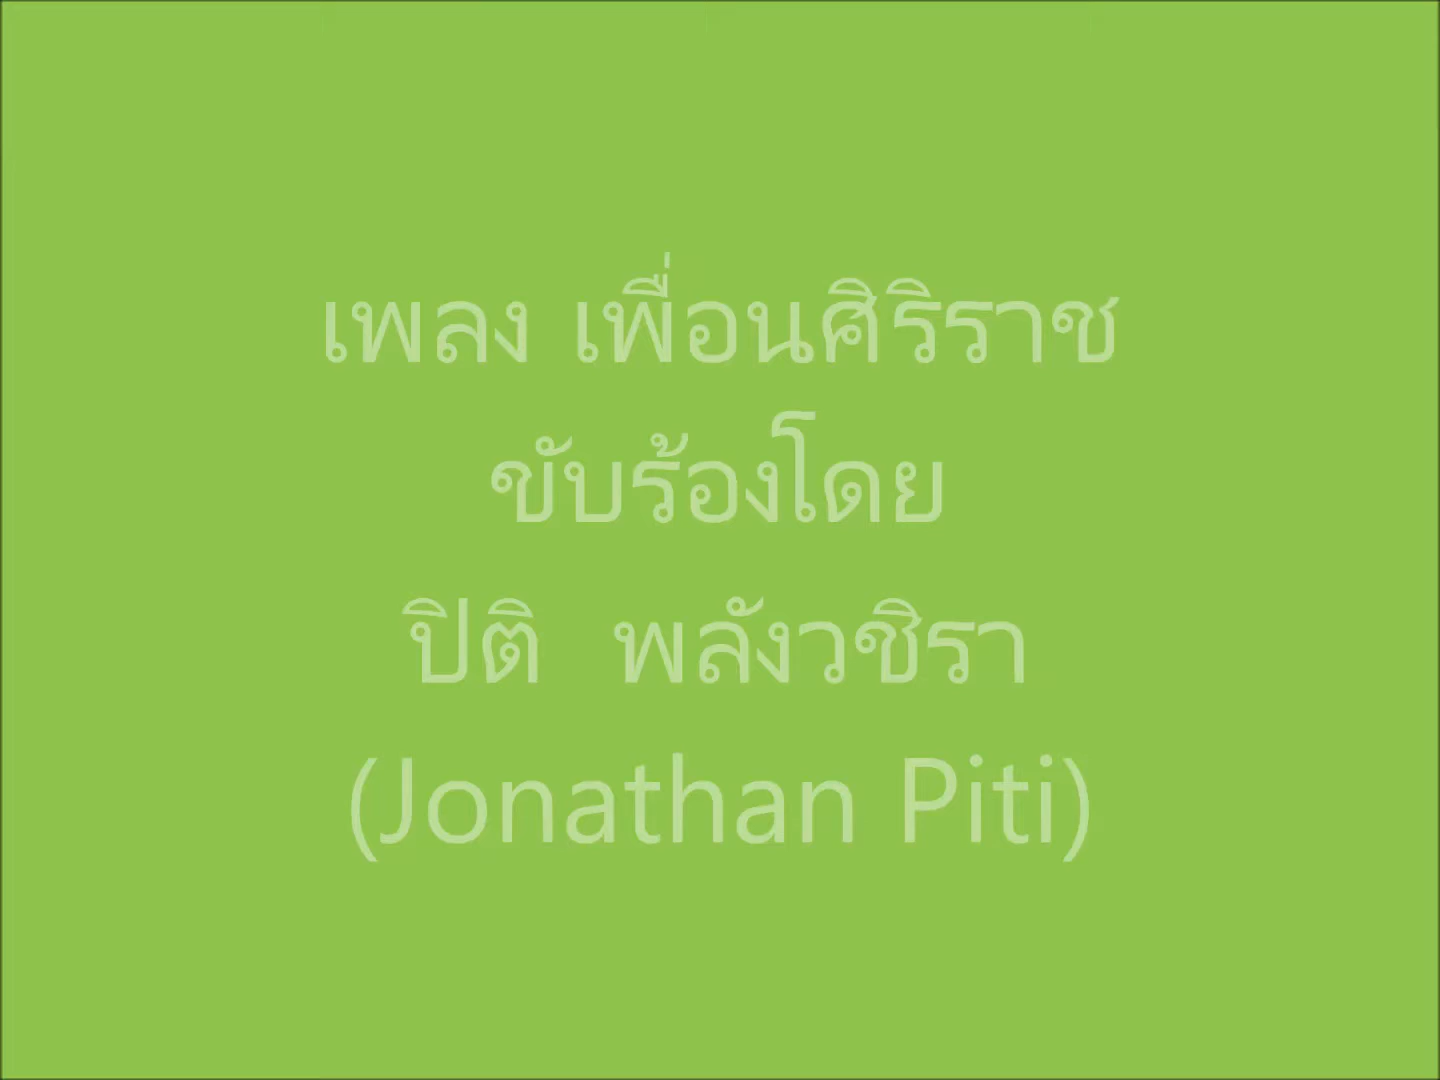 เพลง เพื่อนศิริราช
ขับร้องโดย
ปิติ พลังวชิรา
(Jonathan Piti)